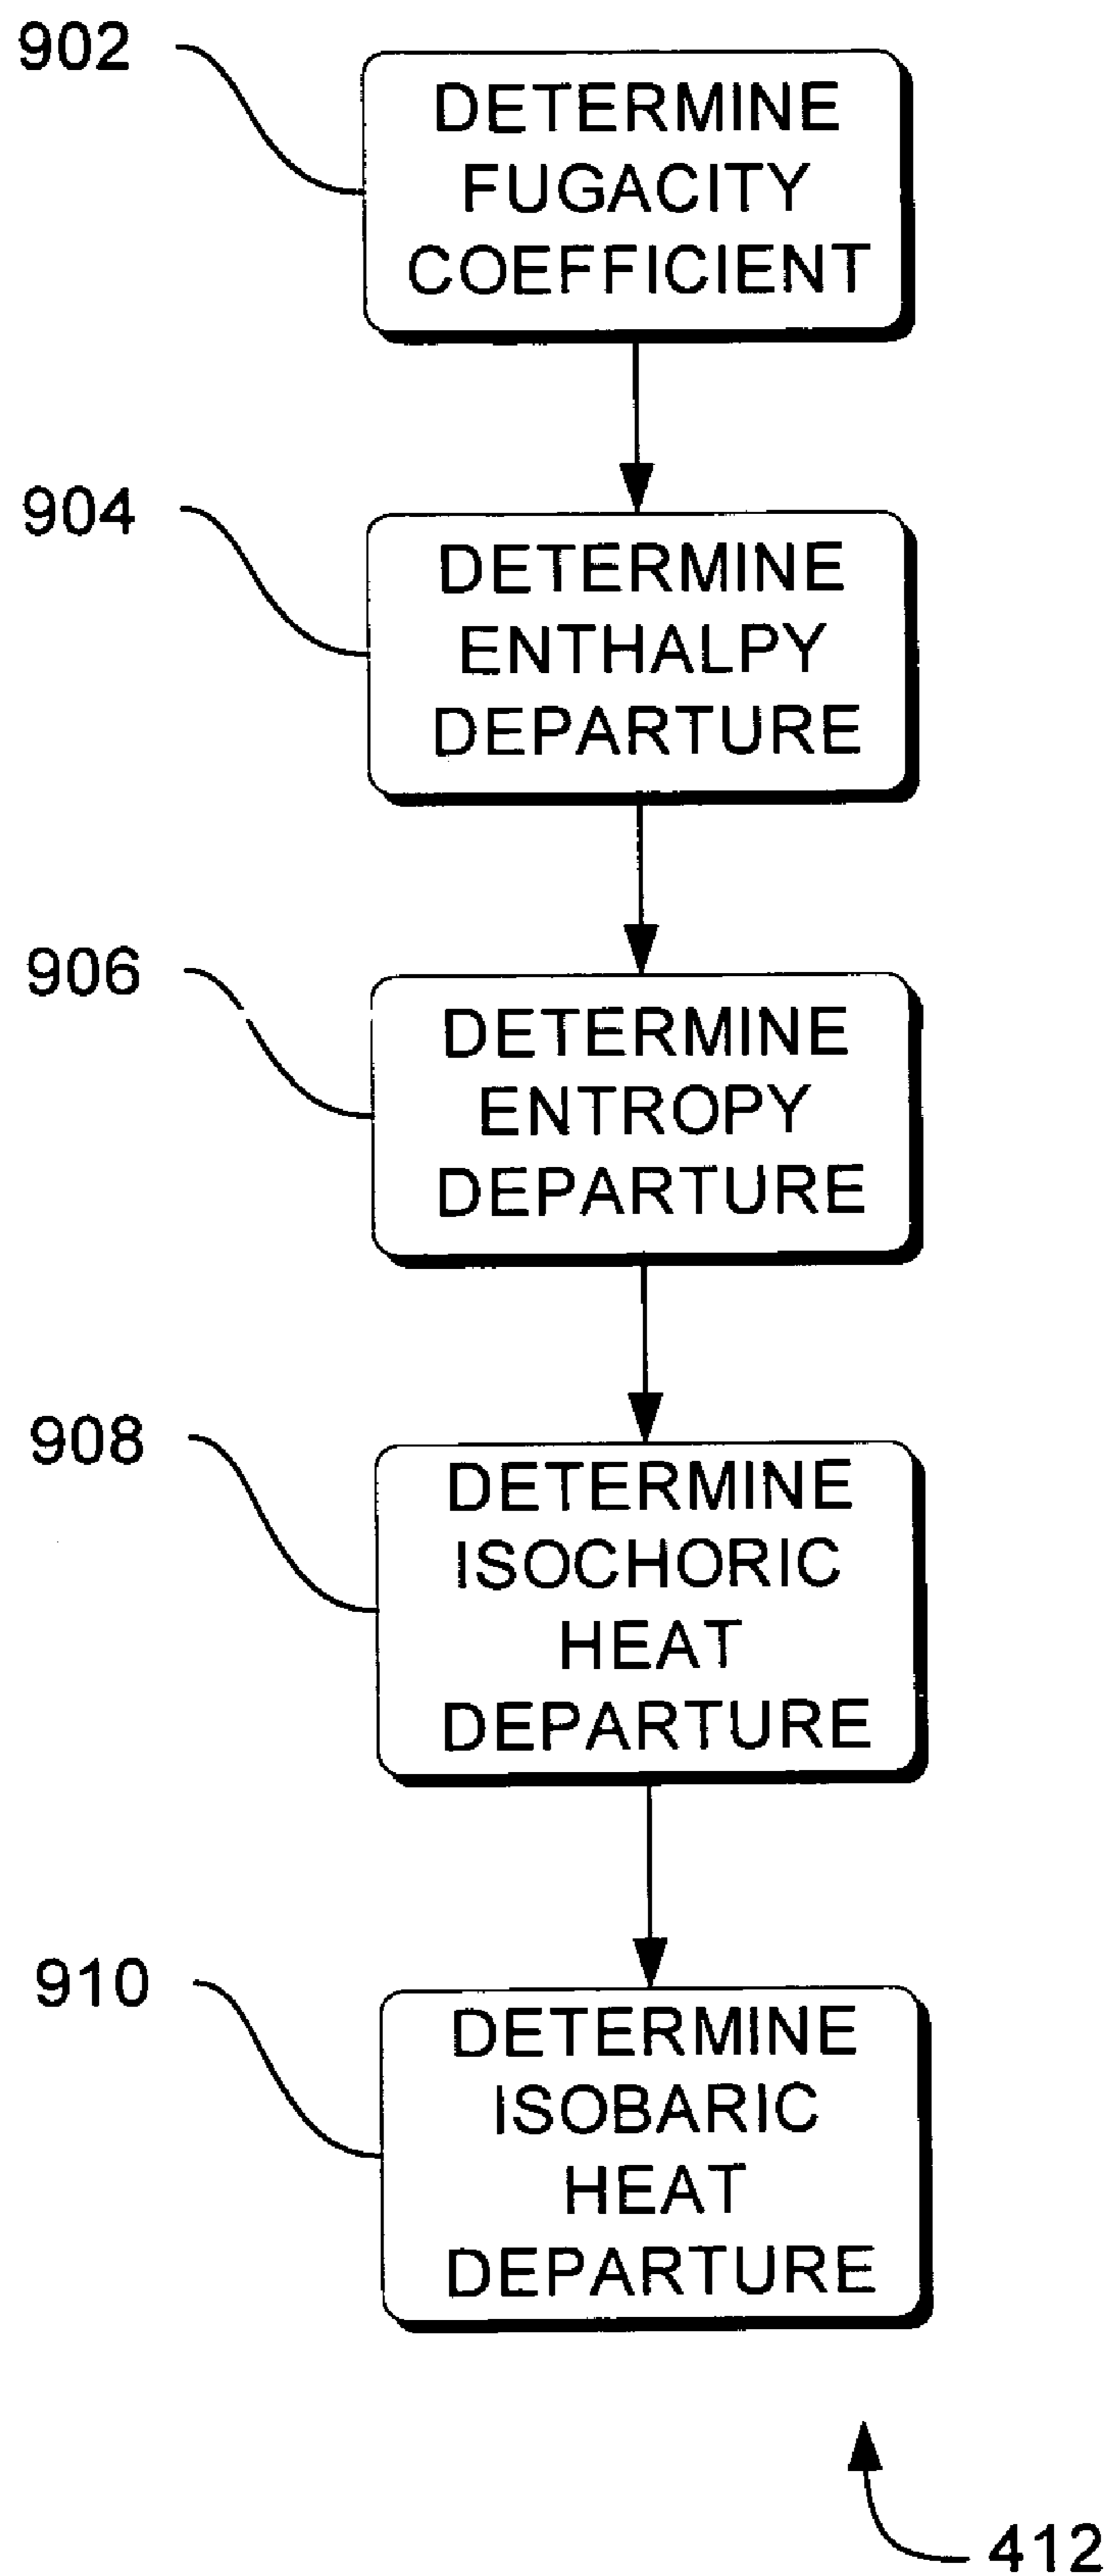 902
DETERMINE
FUGACITY
COEFFICIENT
904
DETERMINE
ENTHALPY
DEPARTURE
906
DETERMINE
ENTROPY
DEPARTURE
908
DETERMINE
ISOCHORIC
HEAT
DEPARTURE
910
DETERMINE
ISOBARIC
HEAT
DEPARTURE
412